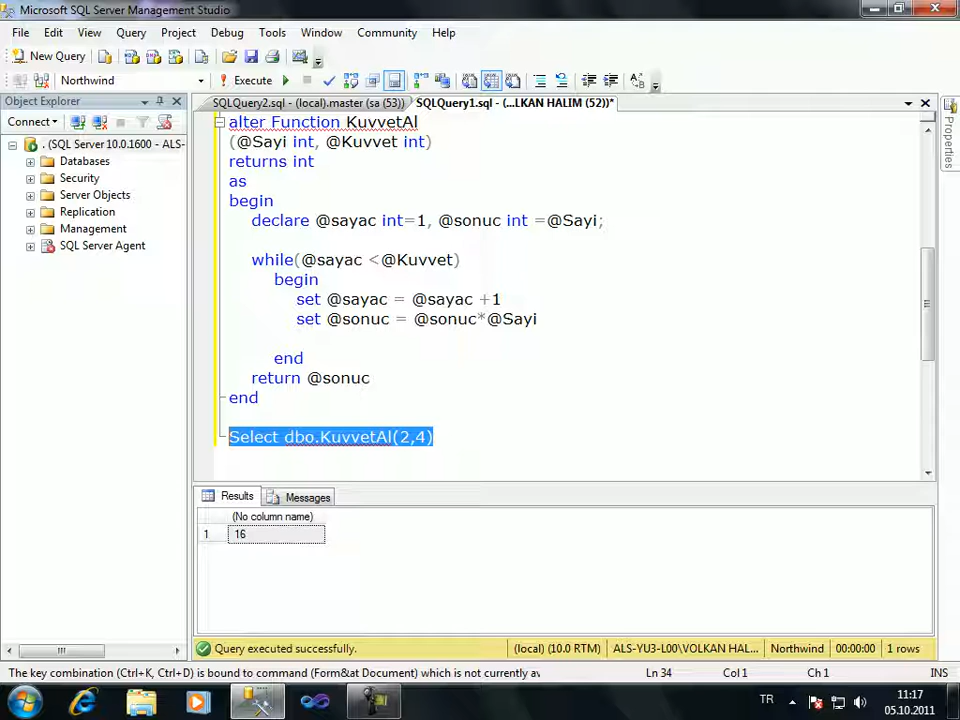 Microsoft SQL Server Management Studio
File Edit View Query Project Debug Tools Window Community Help
New Query
Northwind Execute
Object Explorer
SQLQuery2.sql - (local).master (sa (53)) SQLQuery1.sql - (...LKAN HALIM (52))*
Connect
. (SQL Server 10.0.1600 - ALS-
Databases
Security
Server Objects
Replication
Management
SQL Server Agent
alter Function KuvvetAl
(@Sayi int, @Kuvvet int)
returns int
as
begin
declare @sayac int=1, @sonuc int =@Sayi;
while(@sayac <@Kuvvet)
begin
set @sayac = @sayac +1
set @sonuc = @sonuc*@Sayi
end
return @sonuc
end
Select dbo.KuvvetAl(2,4)
Properties
Results Messages
(No column name)
1 16
Query executed successfully. (local) (10.0 RTM) ALS-YU3-L00\VOLKAN HAL... Northwind 00:00:00 1 rows
The key combination (Ctrl+K, Ctrl+D) is bound to command (Form&at Document) which is not currently av Ln 34 Col 1 Ch 1 INS
TR 11:17
05.10.2011